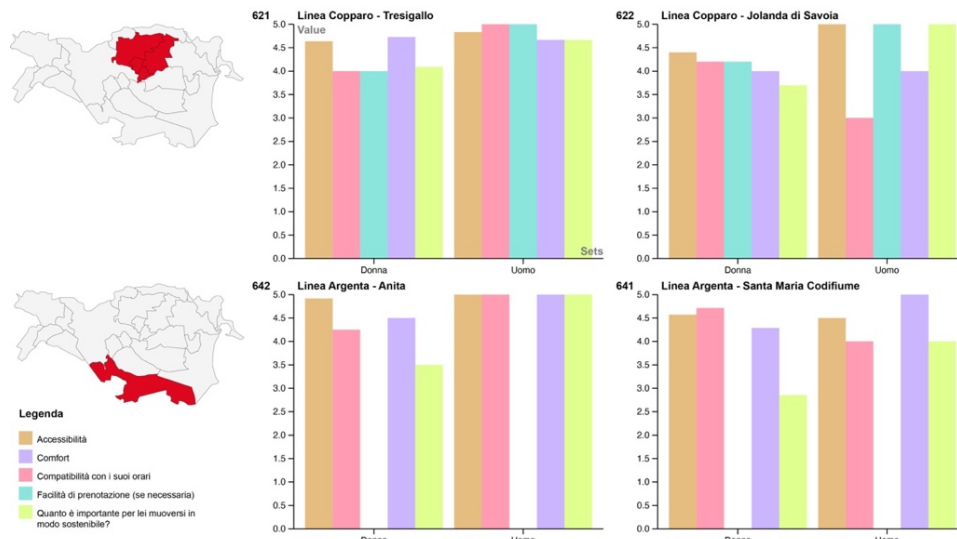 621 Linea Copparo - Tresigallo
Value
5.0
4.5
4.0
3.5
3.0
2.5
2.0
1.5
1.0
0.5
0.0
Sets
Donna Uomo
622 Linea Copparo - Jolanda di Savoia
5.0
4.5
4.0
3.5
3.0
2.5
2.0
1.5
1.0
0.5
0.0
Donna Uomo
642 Linea Argenta - Anita
5.0
4.5
4.0
3.5
3.0
2.5
2.0
1.5
1.0
0.5
0.0
Donna Uomo
641 Linea Argenta - Santa Maria Codifiume
5.0
4.5
4.0
3.5
3.0
2.5
2.0
1.5
1.0
0.5
0.0
Donna Uomo
Legenda
Accessibilità
Comfort
Compatibilità con i suoi orari
Facilità di prenotazione (se necessaria)
Quanto è importante per lei muoversi in
modo sostenibile?